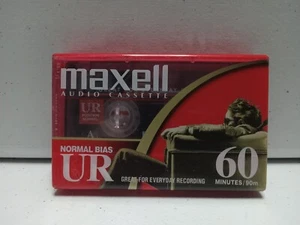 maxell
AUDIO CASSETTE
UR
A
NORMAL BIAS
UR
60
GREAT FOR EVERYDAY RECORDING
MINUTES/90m